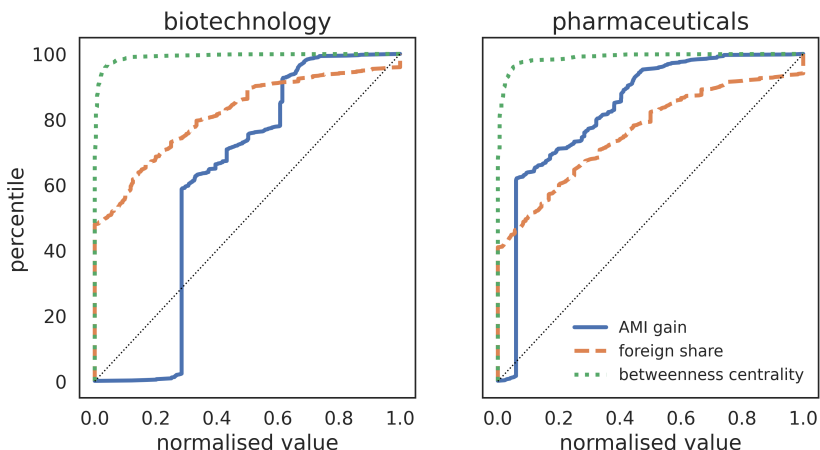 biotechnology
pharmaceuticals
percentile
100
80
60
40
20
0
0.0 0.2 0.4 0.6 0.8 1.0
normalised value
AMI gain
foreign share
betweenness centrality
0.0 0.2 0.4 0.6 0.8 1.0
normalised value